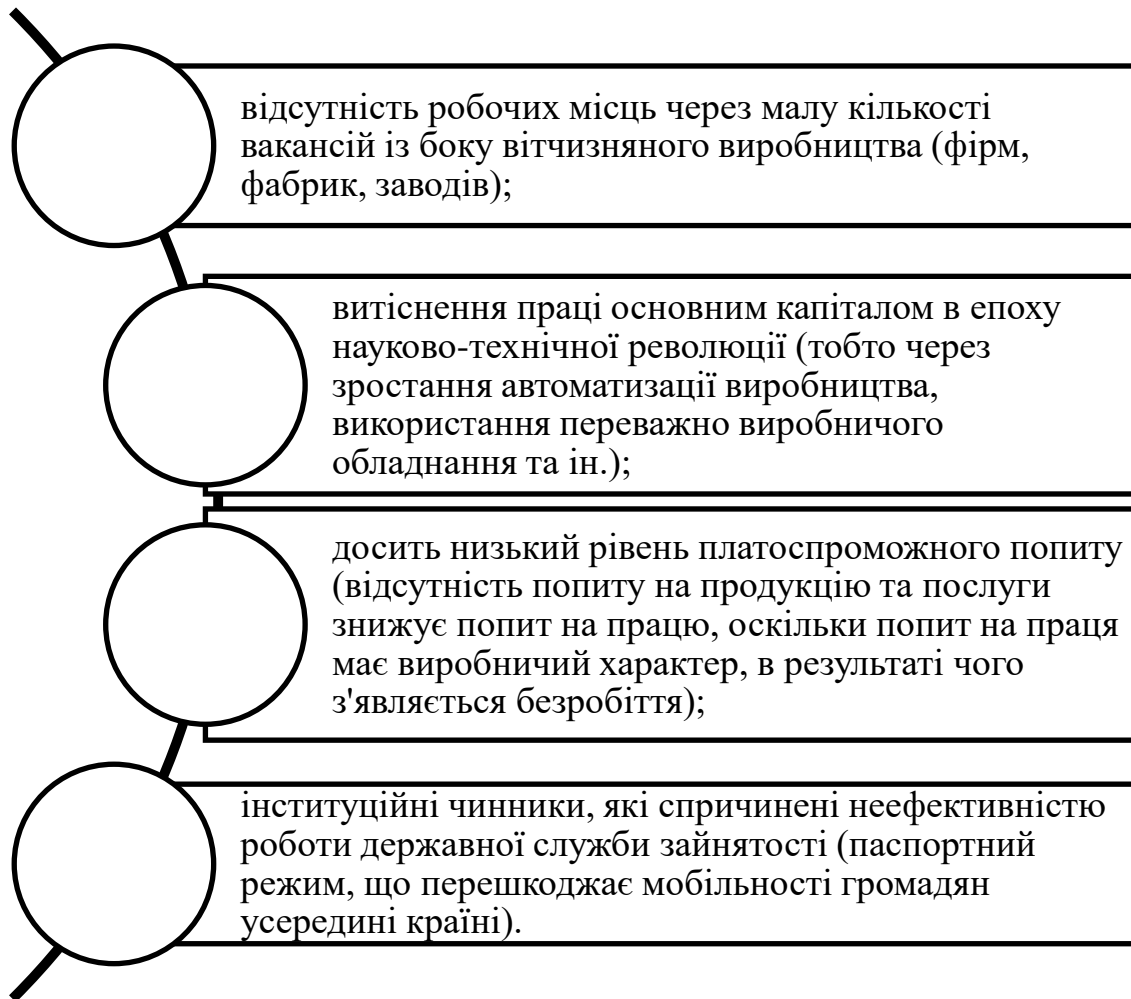 відсутність робочих місць через малу кількості
вакансій із боку вітчизняного виробництва (фірм,
фабрик, заводів);
витіснення праці основним капіталом в епоху
науково-технічної революції (тобто через
зростання автоматизації виробництва,
використання переважно виробничого
обладнання та ін.);
досить низький рівень платоспроможного попиту
(відсутність попиту на продукцію та послуги
знижує попит на працю, оскільки попит на праця
має виробничий характер, в результаті чого
з'являється безробіття);
інституційні чинники, які спричинені неефективністю
роботи державної служби зайнятості (паспортний
режим, що перешкоджає мобільності громадян
усередині країні).